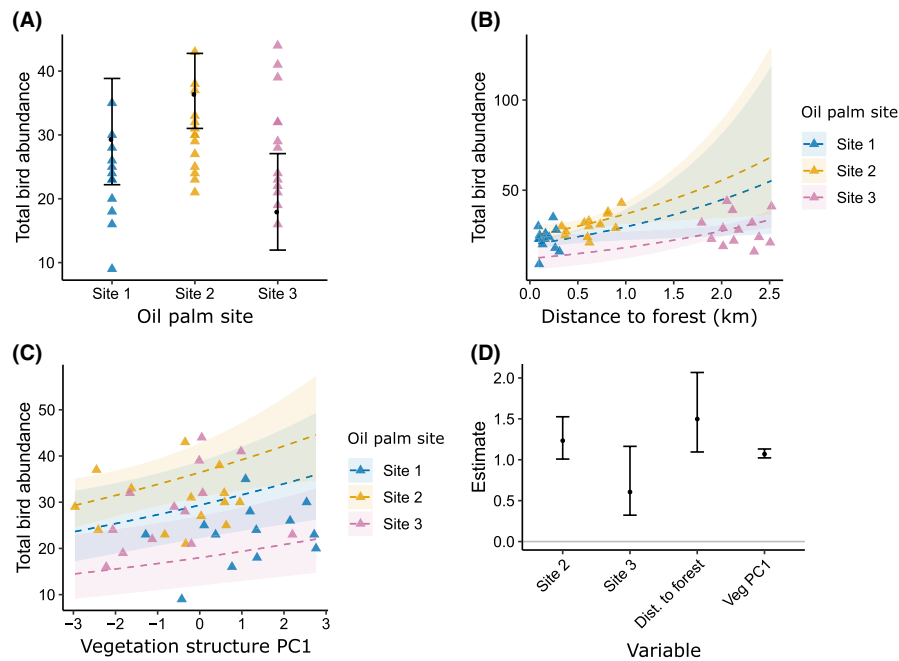 (A)
Total bird abundance
40
30
20
10
Site 1 Site 2 Site 3
Oil palm site
(B)
Total bird abundance
100
50
0.0 0.5 1.0 1.5 2.0 2.5
Distance to forest (km)
Oil palm site
Site 1
Site 2
Site 3
(C)
Total bird abundance
50
40
30
20
10
−3 −2 −1 0 1 2 3
Vegetation structure PC1
Oil palm site
Site 1
Site 2
Site 3
(D)
Estimate
2.0
1.5
1.0
0.5
0.0
Site 2 Site 3 Dist. to forest Veg PC1
Variable